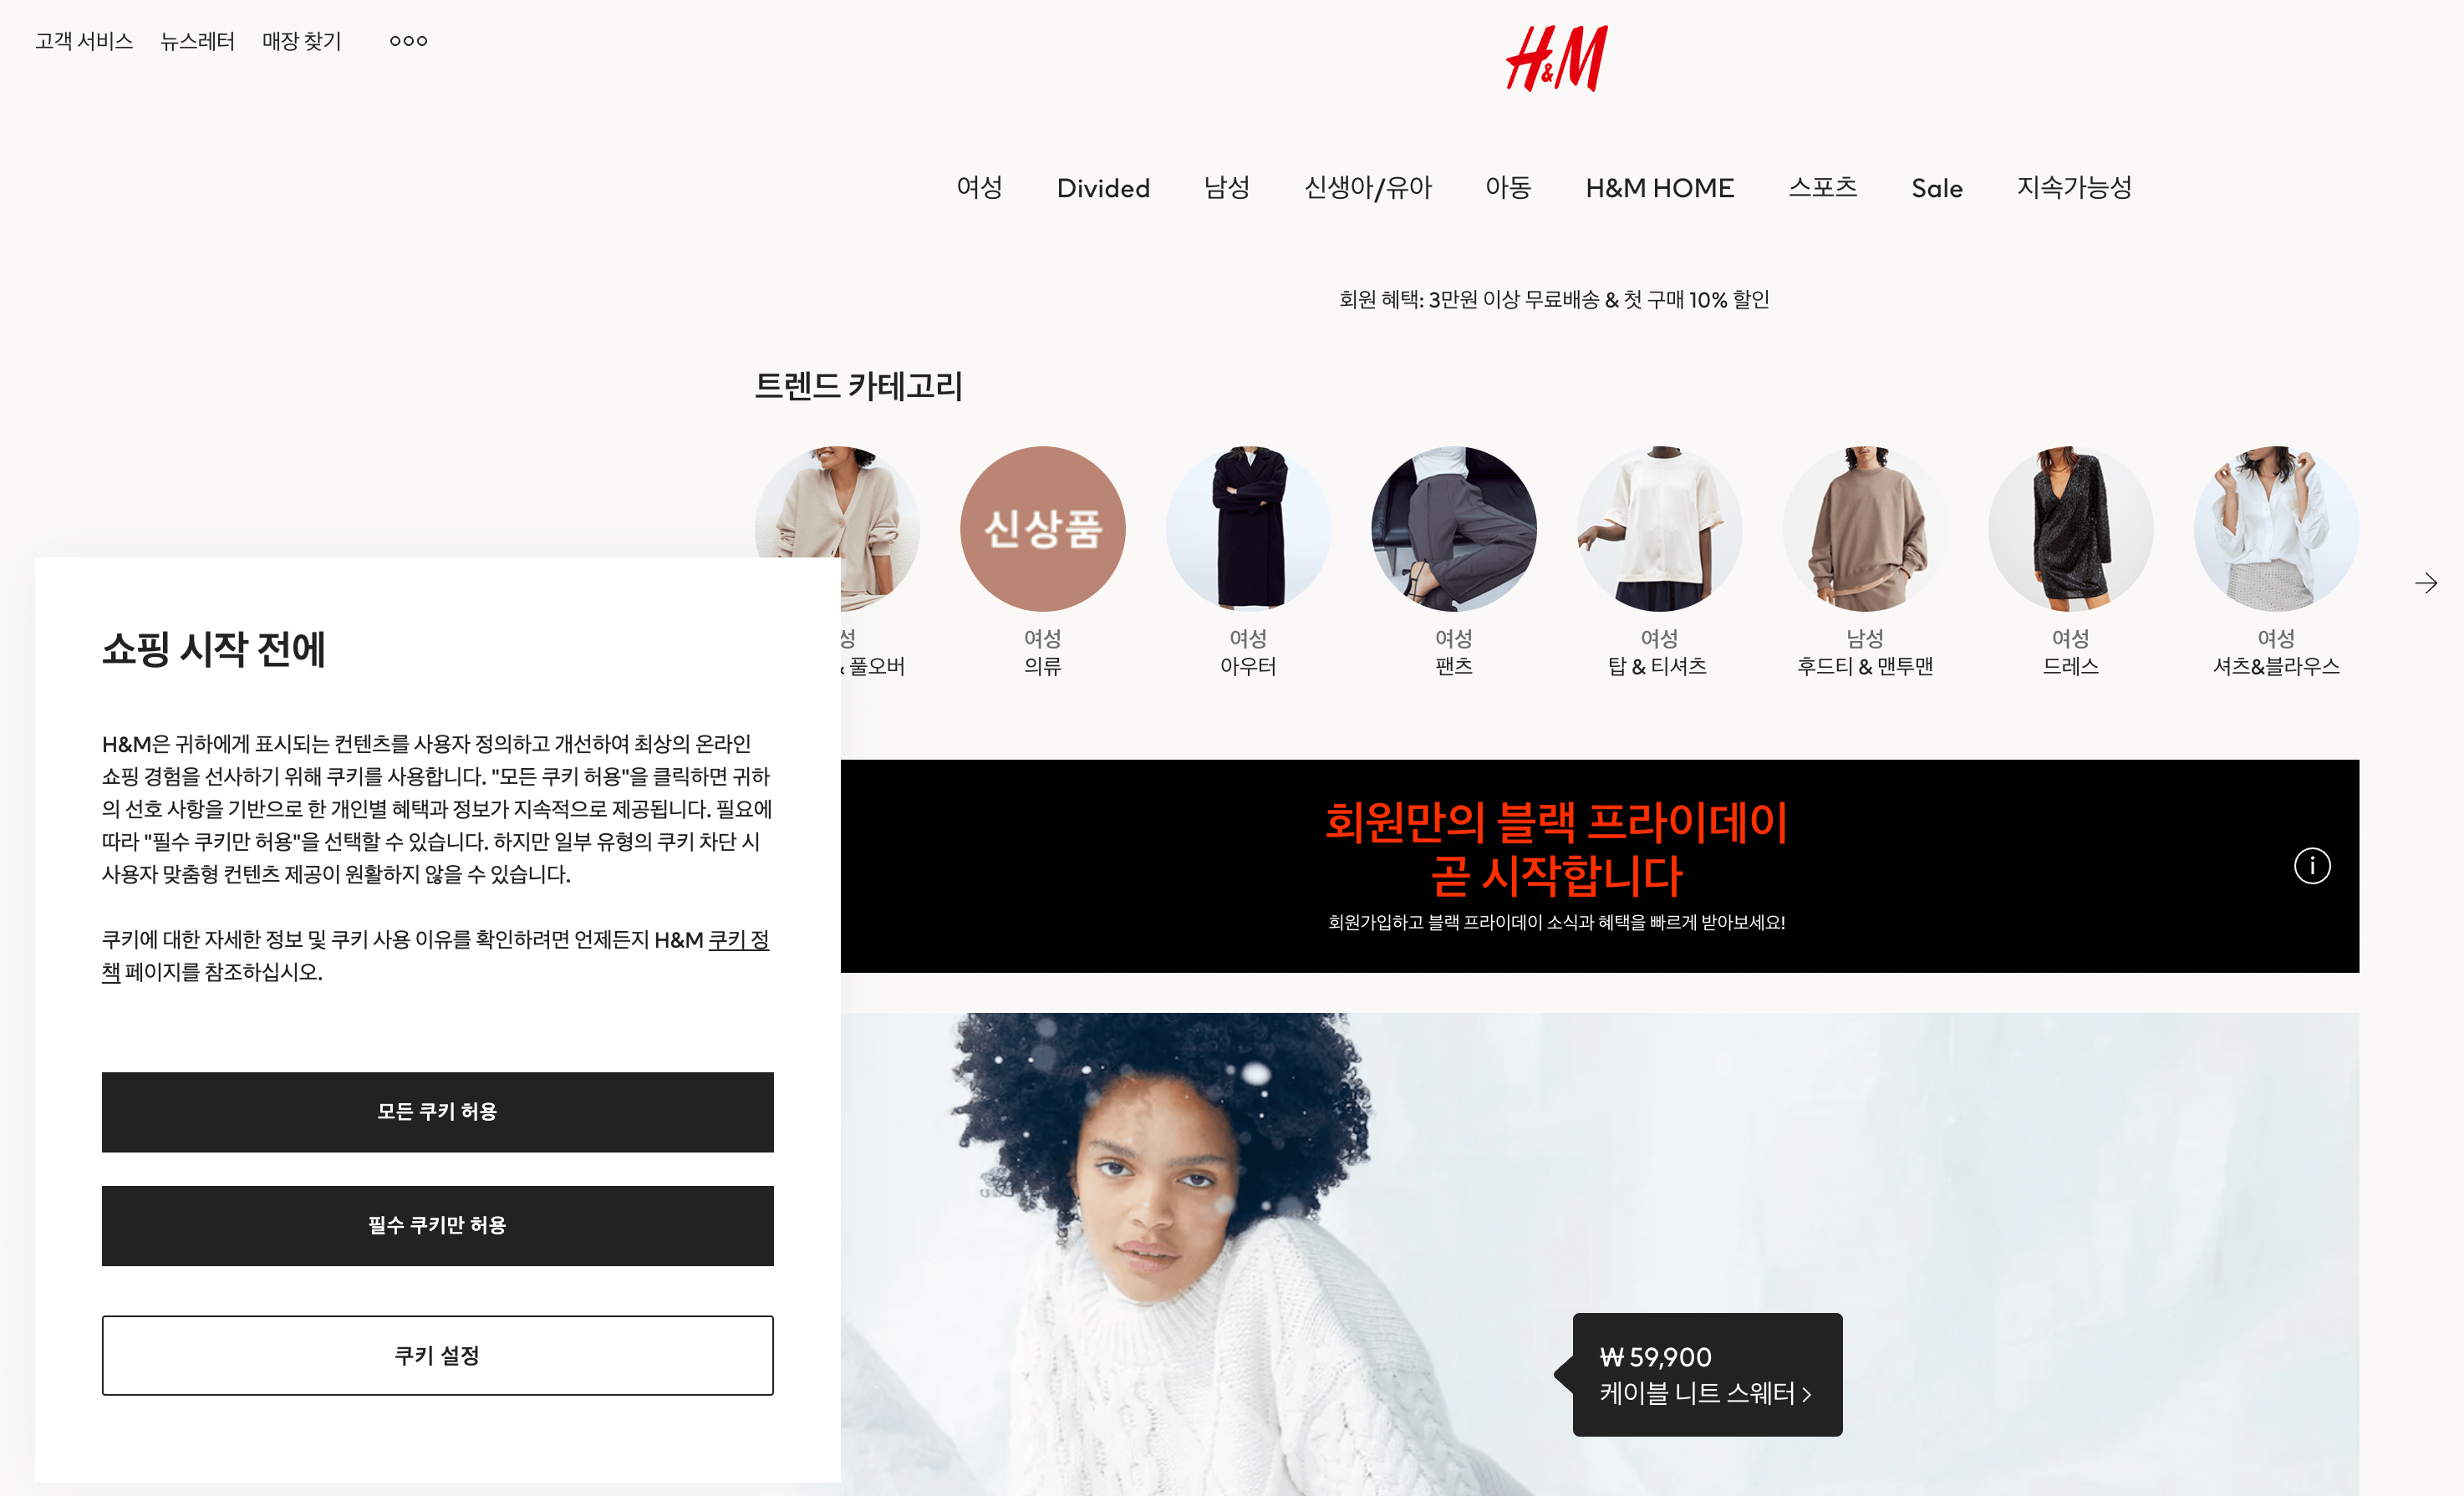 고객 서비스 뉴스레터 매장 찾기
H&M
여성 Divided 남성 신생아/유아 아동 H&M HOME 스포츠 Sale 지속가능성
회원 혜택: 3만원 이상 무료배송 & 첫 구매 10% 할인
트렌드 카테고리
신상품
성 여성 여성 여성 여성 남성 여성 여성
& 풀오버 의류 아우터 팬츠 탑 & 티셔츠 후드티 & 맨투맨 드레스 셔츠&블라우스
쇼핑 시작 전에
H&M은 귀하에게 표시되는 컨텐츠를 사용자 정의하고 개선하여 최상의 온라인
쇼핑 경험을 선사하기 위해 쿠키를 사용합니다. "모든 쿠키 허용"을 클릭하면 귀하
의 선호 사항을 기반으로 한 개인별 혜택과 정보가 지속적으로 제공됩니다. 필요에
따라 "필수 쿠키만 허용"을 선택할 수 있습니다. 하지만 일부 유형의 쿠키 차단 시
사용자 맞춤형 컨텐츠 제공이 원활하지 않을 수 있습니다.
쿠키에 대한 자세한 정보 및 쿠키 사용 이유를 확인하려면 언제든지 H&M 쿠키 정
책 페이지를 참조하십시오.
모든 쿠키 허용
필수 쿠키만 허용
쿠키 설정
회원만의 블랙 프라이데이
곧 시작합니다
회원가입하고 블랙 프라이데이 소식과 혜택을 빠르게 받아보세요!
₩ 59,900
케이블 니트 스웨터